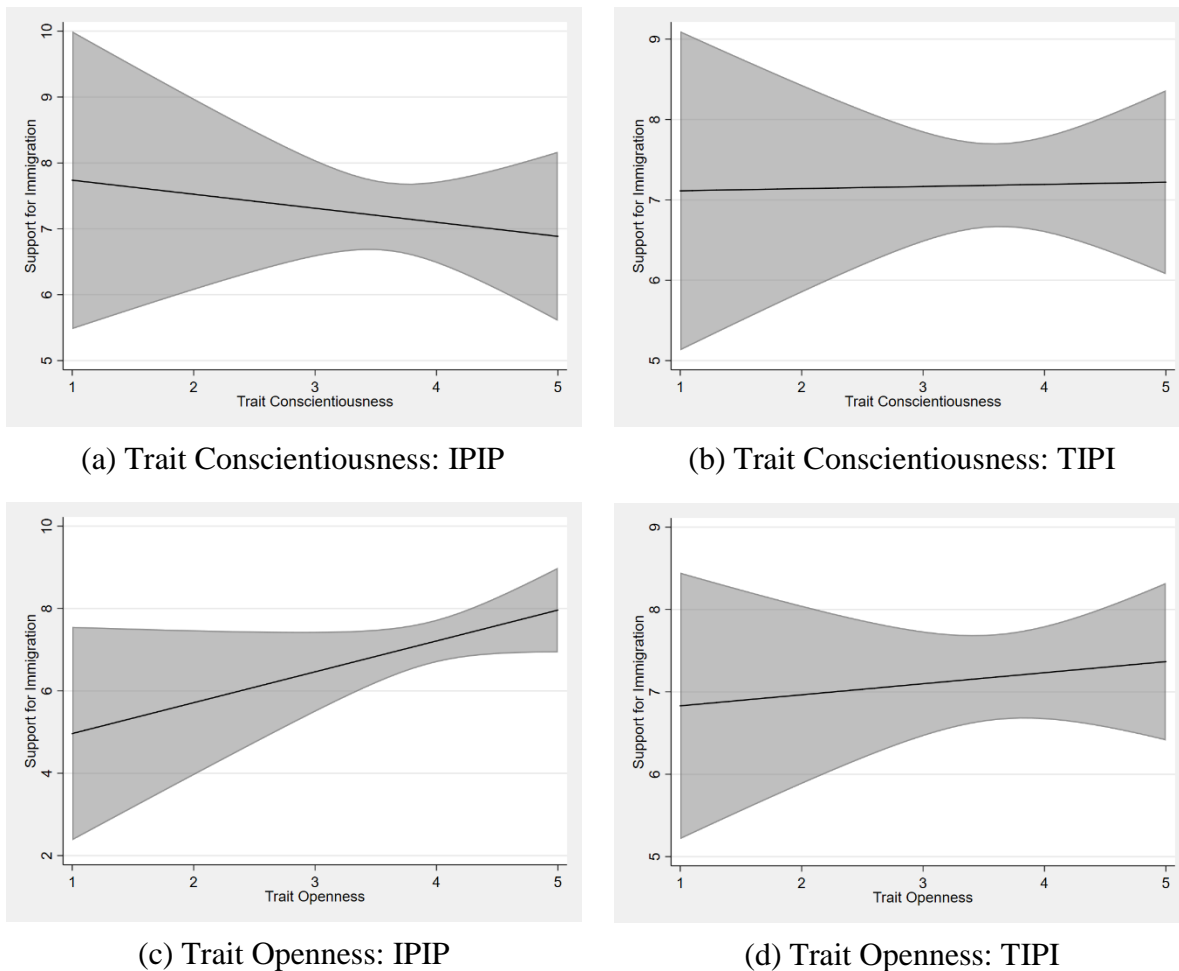 10
9
8
7
6
5
Support for Immigration
1 2 3 4 5
Trait Conscientiousness
(a) Trait Conscientiousness: IPIP
9
8
7
6
5
Support for Immigration
1 2 3 4 5
Trait Conscientiousness
(b) Trait Conscientiousness: TIPI
10
8
6
4
2
Support for Immigration
1 2 3 4 5
Trait Openness
(c) Trait Openness: IPIP
9
8
7
6
5
Support for Immigration
1 2 3 4 5
Trait Openness
(d) Trait Openness: TIPI